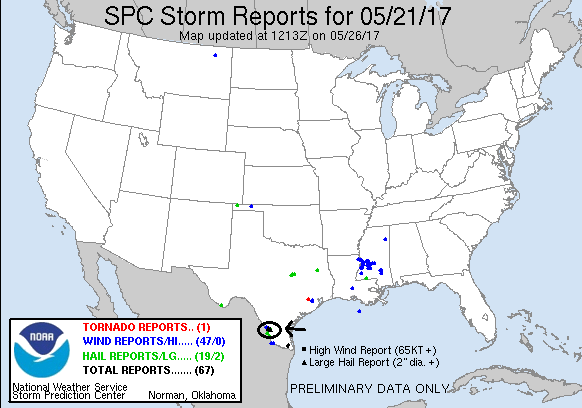 SPC Storm Reports for 05/21/17
Map updated at 1213Z on 05/26/17
TORNADO REPORTS.. (1)
WIND REPORTS/HI..... (47/0)
HAIL REPORTS/LG..... (19/2)
TOTAL REPORTS....... (67)
NOAA
National Weather Service
Storm Prediction Center Norman, Oklahoma
High Wind Report (65KT +)
Large Hail Report (2" dia. +)
PRELIMINARY DATA ONLY